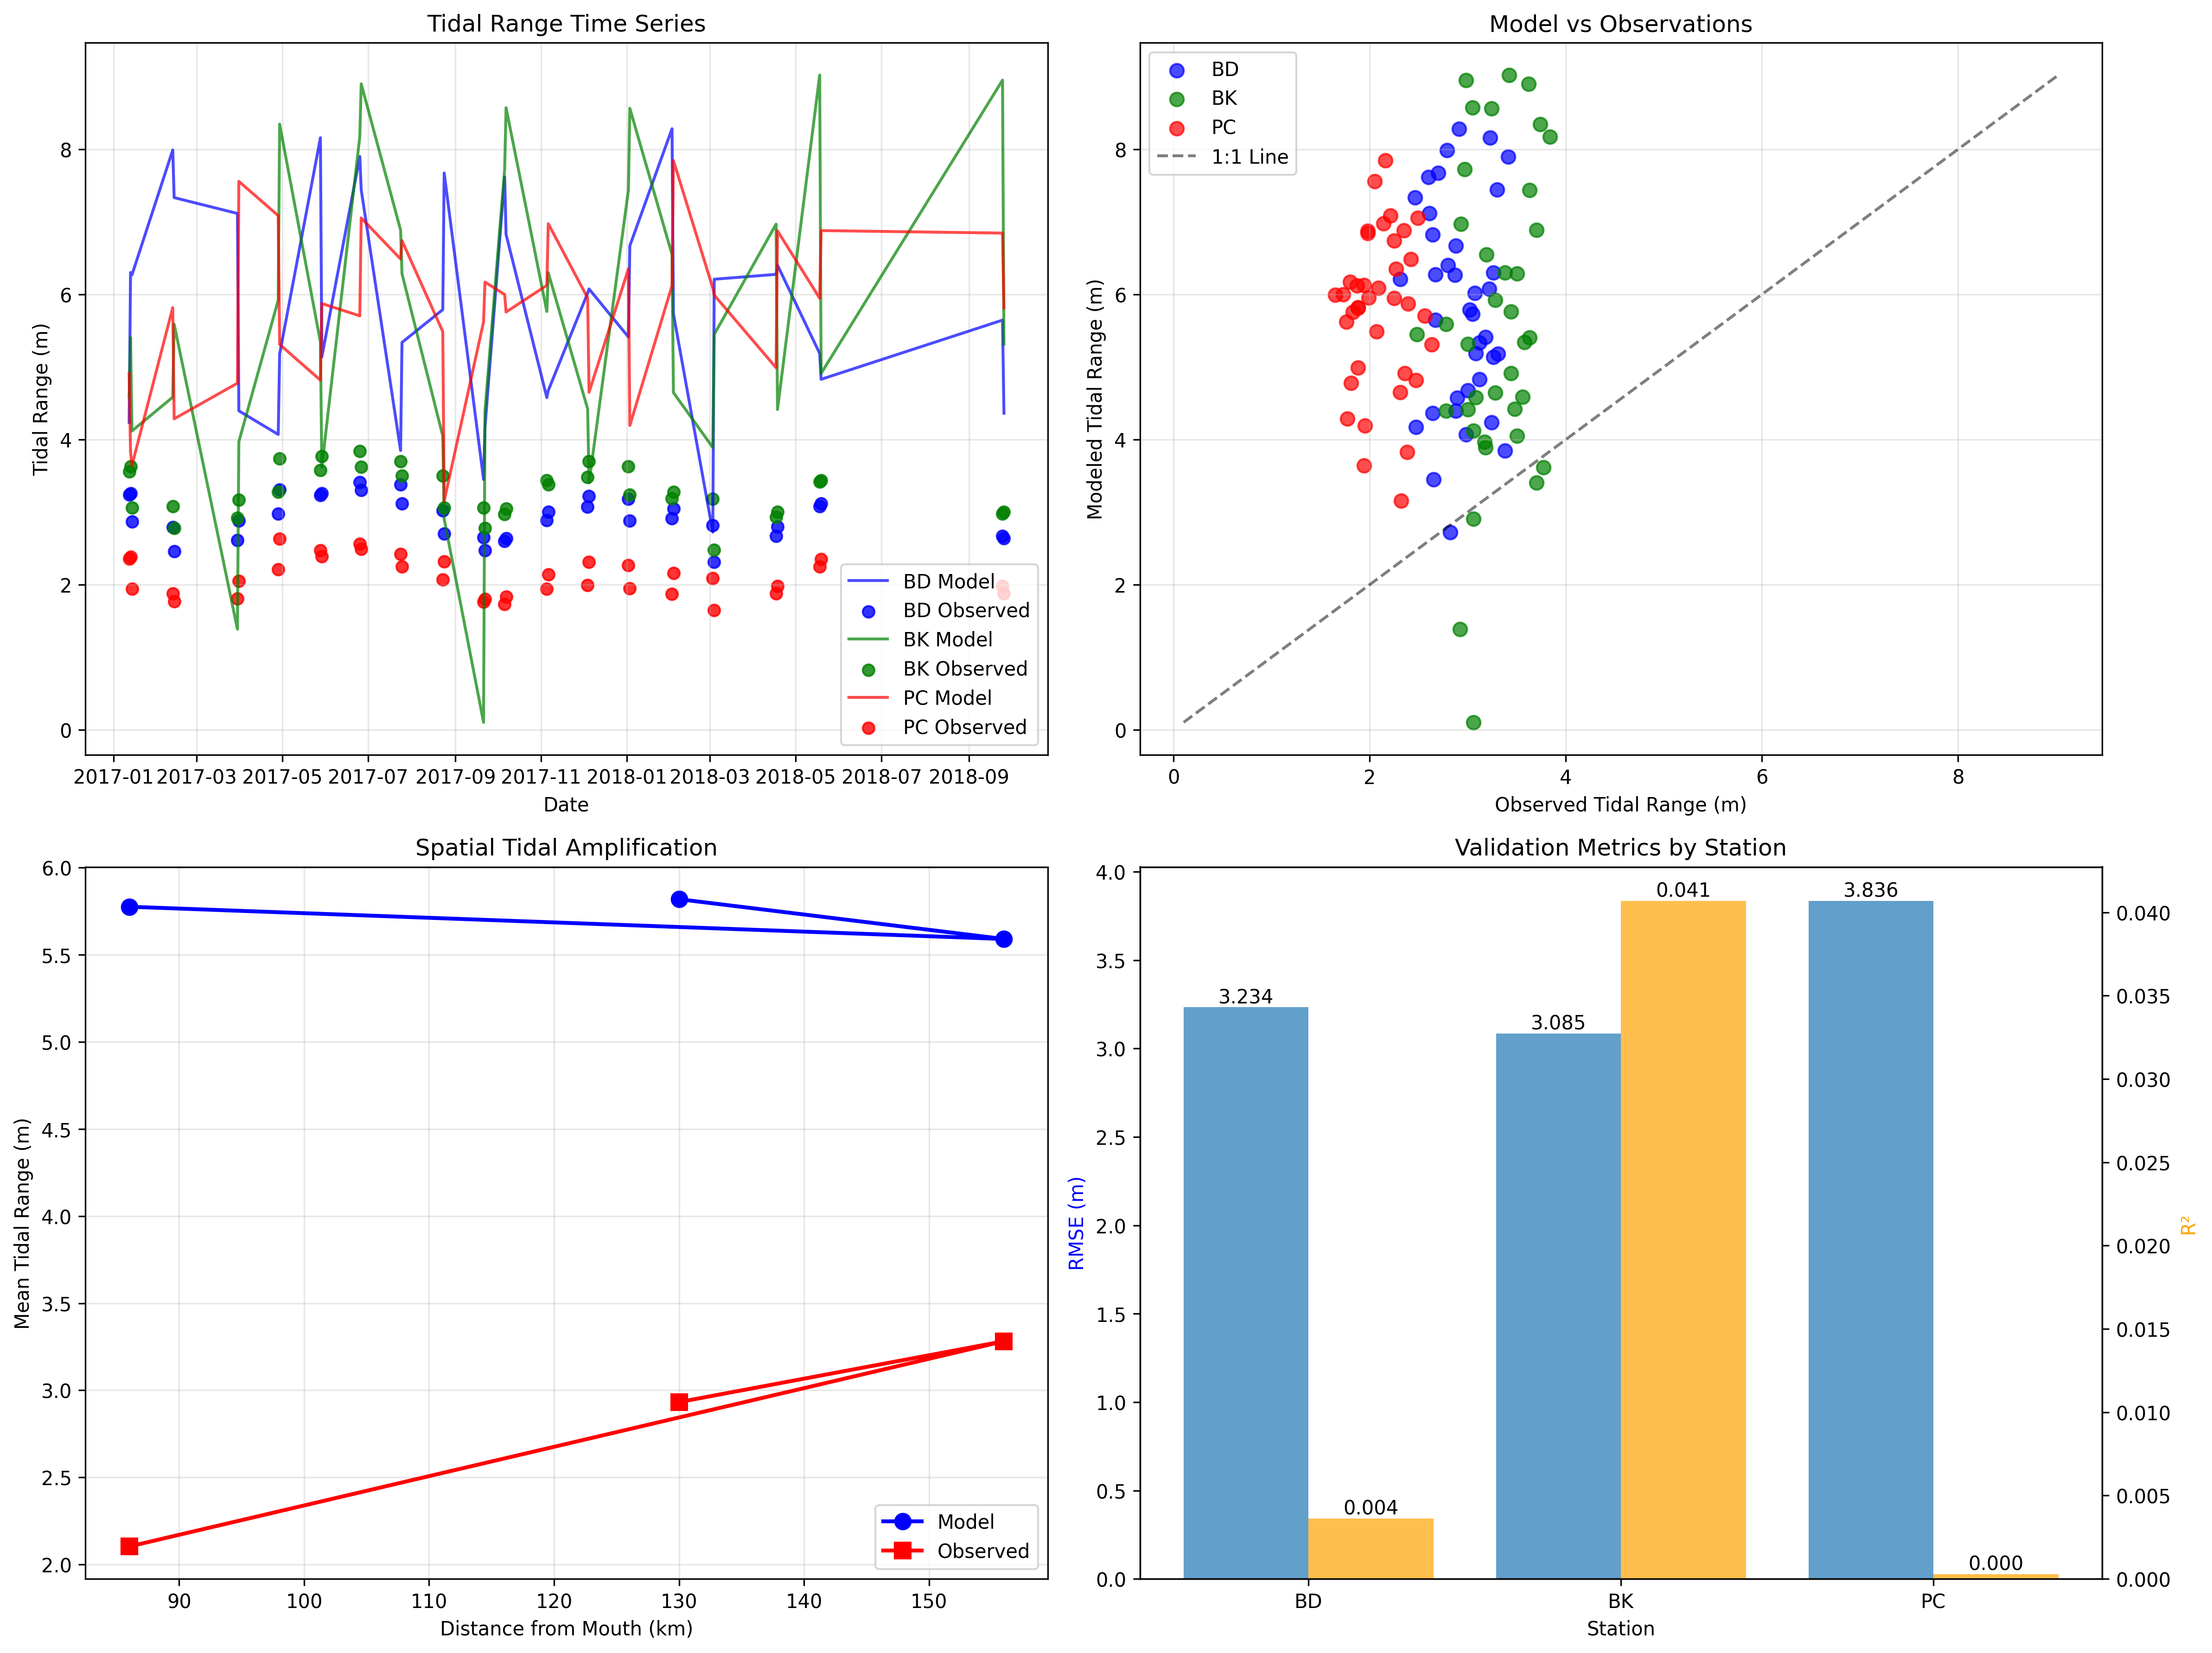 Tidal Range Time Series
Tidal Range (m)
8
6
4
2
0
BD Model
BD Observed
BK Model
BK Observed
PC Model
PC Observed
2017-01 2017-03 2017-05 2017-07 2017-09 2017-11 2018-01 2018-03 2018-05 2018-07 2018-09
Date
Model vs Observations
BD
BK
PC
1:1 Line
Modeled Tidal Range (m)
8
6
4
2
0
0 2 4 6 8
Observed Tidal Range (m)
Spatial Tidal Amplification
Mean Tidal Range (m)
6.0
5.5
5.0
4.5
4.0
3.5
3.0
2.5
2.0
Model
Observed
90 100 110 120 130 140 150
Distance from Mouth (km)
Validation Metrics by Station
RMSE (m)
4.0
3.5
3.0
2.5
2.0
1.5
1.0
0.5
0.0
3.234
0.004
3.085
0.041
3.836
0.000
0.040
0.035
0.030
0.025
0.020
0.015
0.010
0.005
0.000
R²
BD BK PC
Station